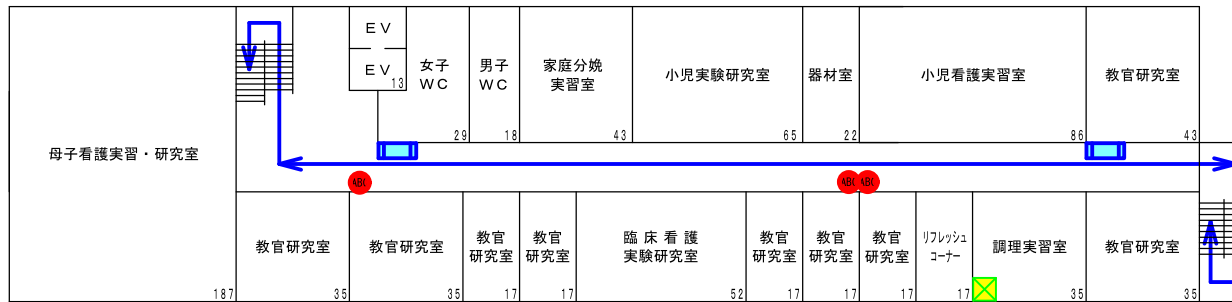 EV
EV
13
女子
WC
29
男子
WC
18
家庭分娩
実習室
43
小児実験研究室
65
器材室
22
小児看護実習室
86
教官研究室
43
母子看護実習・研究室
187
ABC
ABC
ABC
教官研究室
35
教官研究室
35
教官
研究室
17
教官
研究室
17
臨床看護
実験研究室
52
教官
研究室
17
教官
研究室
17
教官
研究室
17
リフレッシュ
コーナー
17
調理実習室
35
教官研究室
35